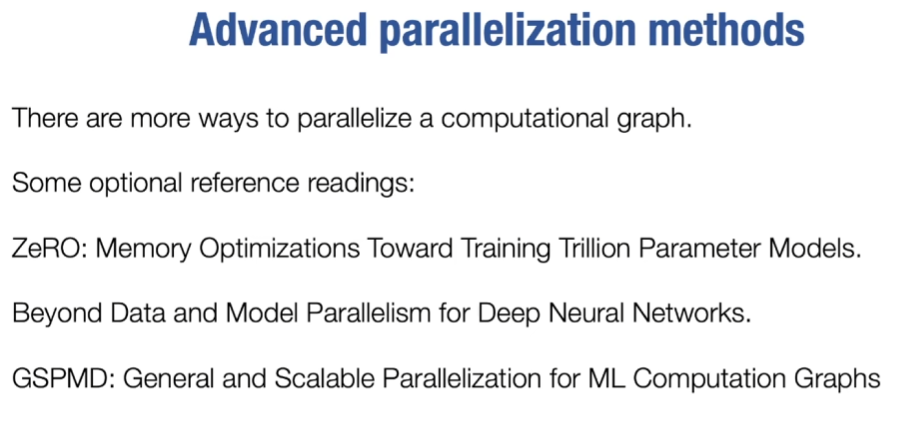 Advanced parallelization methods
There are more ways to parallelize a computational graph.
Some optional reference readings:
ZeRO: Memory Optimizations Toward Training Trillion Parameter Models.
Beyond Data and Model Parallelism for Deep Neural Networks.
GSPMD: General and Scalable Parallelization for ML Computation Graphs